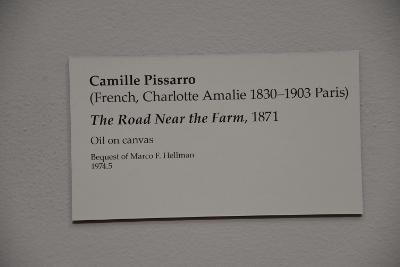 Camille Pissarro
(French, Charlotte Amalie 1830–1903 Paris)
The Road Near the Farm, 1871
Oil on canvas
Bequest of Marco F. Hellman
1974.5